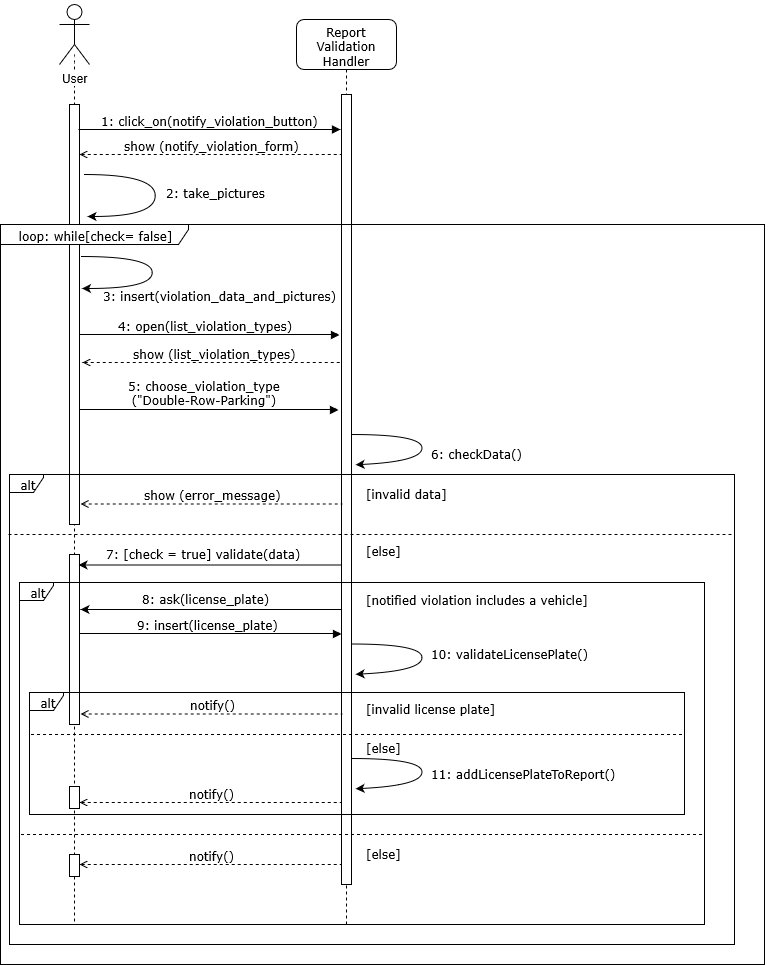 Report
Validation
Handler
User
1: click_on(notify_violation_button)
show (notify_violation_form)
2: take_pictures
loop: while[check= false]
3: insert(violation_data_and_pictures)
4: open(list_violation_types)
show (list_violation_types)
5: choose_violation_type
("Double-Row-Parking")
6: checkData()
alt
show (error_message)
[invalid data]
[else]
7: [check = true] validate(data)
alt
8: ask(license_plate)
[notified violation includes a vehicle]
9: insert(license_plate)
10: validateLicensePlate()
alt
notify()
[invalid license plate]
[else]
11: addLicensePlateToReport()
notify()
notify()
[else]